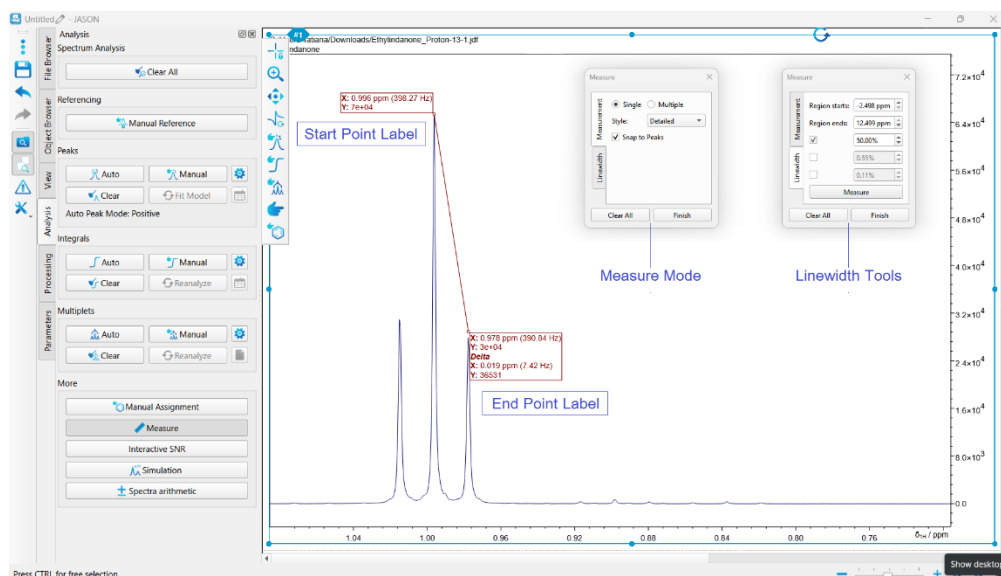 Untitled - JASON
Analysis
Spectrum Analysis
Clear All
Referencing
Manual Reference
Peaks
Auto
Manual
Clear
Fit Model
Auto Peak Mode: Positive
Integrals
Auto
Manual
Clear
Reanalyze
Multiplets
Auto
Manual
Clear
Reanalyze
More
Manual Assignment
Measure
Interactive SNR
Simulation
Spectra arithmetic
File Browser
Object Browser
View
Analysis
Processing
Parameters
#1
atiana/Downloads/Ethylindanone_Proton-13-1.jdf
ndanone
X: 0.996 ppm (398.27 Hz)
Y: 7e+04
Start Point Label
X: 0.978 ppm (390.84 Hz)
Y: 3e+04
Delta
X: 0.019 ppm (7.42 Hz)
Y: 36531
End Point Label
Measure
Measurement
Linewidth
Single
Multiple
Style:
Detailed
Snap to Peaks
Clear All
Finish
Measure Mode
Measure
Measurement
Linewidth
Region starts:
-2.498 ppm
Region ends:
12.499 ppm
50.00%
0.55%
0.11%
Measure
Clear All
Finish
Linewidth Tools
7.2×10⁴
6.4×10⁴
5.6×10⁴
4.8×10⁴
4.0×10⁴
3.2×10⁴
2.4×10⁴
1.6×10⁴
8.0×10³
0.0
1.04
1.00
0.96
0.92
0.88
0.84
0.80
0.76
δ1H / ppm
Press CTRL for free selection
Show deskto